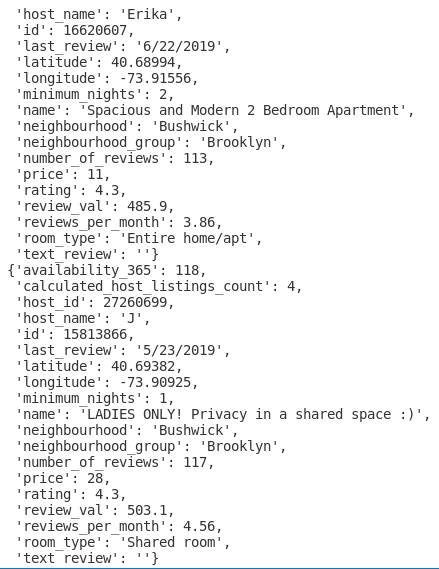 'host_name': 'Erika',
'id': 16620607,
'last_review': '6/22/2019',
'latitude': 40.68994,
'longitude': -73.91556,
'minimum_nights': 2,
'name': 'Spacious and Modern 2 Bedroom Apartment',
'neighbourhood': 'Bushwick',
'neighbourhood_group': 'Brooklyn',
'number_of_reviews': 113,
'price': 11,
'rating': 4.3,
'review_val': 485.9,
'reviews_per_month': 3.86,
'room_type': 'Entire home/apt',
'text_review': ''}
{'availability_365': 118,
'calculated_host_listings_count': 4,
'host_id': 27260699,
'host_name': 'J',
'id': 15813866,
'last_review': '5/23/2019',
'latitude': 40.69382,
'longitude': -73.90925,
'minimum_nights': 1,
'name': 'LADIES ONLY! Privacy in a shared space :)',
'neighbourhood': 'Bushwick',
'neighbourhood_group': 'Brooklyn',
'number_of_reviews': 117,
'price': 28,
'rating': 4.3,
'review_val': 503.1,
'reviews_per_month': 4.56,
'room_type': 'Shared room',
'text_review': ''}